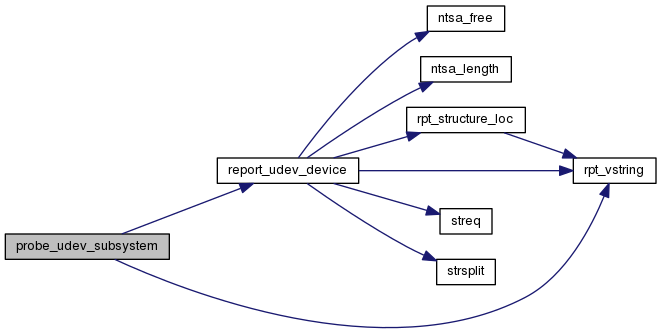 ntsa_free
ntsa_length
rpt_structure_loc
report_udev_device
rpt_vstring
streq
probe_udev_subsystem
strsplit